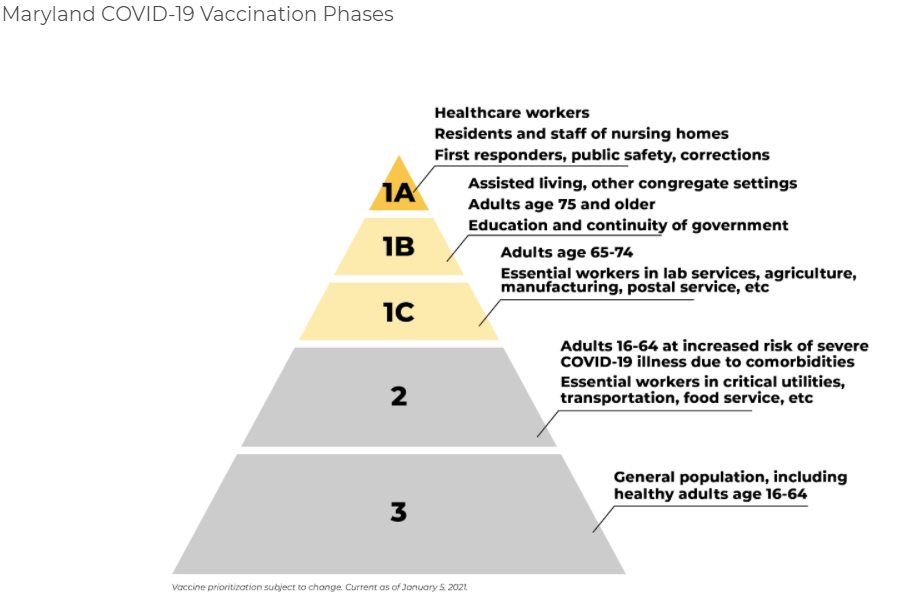 Maryland COVID-19 Vaccination Phases
Healthcare workers
Residents and staff of nursing homes
First responders, public safety, corrections
1A
Assisted living, other congregate settings
Adults age 75 and older
Education and continuity of government
1B
Adults age 65-74
Essential workers in lab services, agriculture,
manufacturing, postal service, etc
1C
Adults 16-64 at increased risk of severe
COVID-19 illness due to comorbidities
Essential workers in critical utilities,
transportation, food service, etc
2
General population, including
healthy adults age 16-64
3
Vaccine prioritization subject to change. Current as of January 5, 2021.